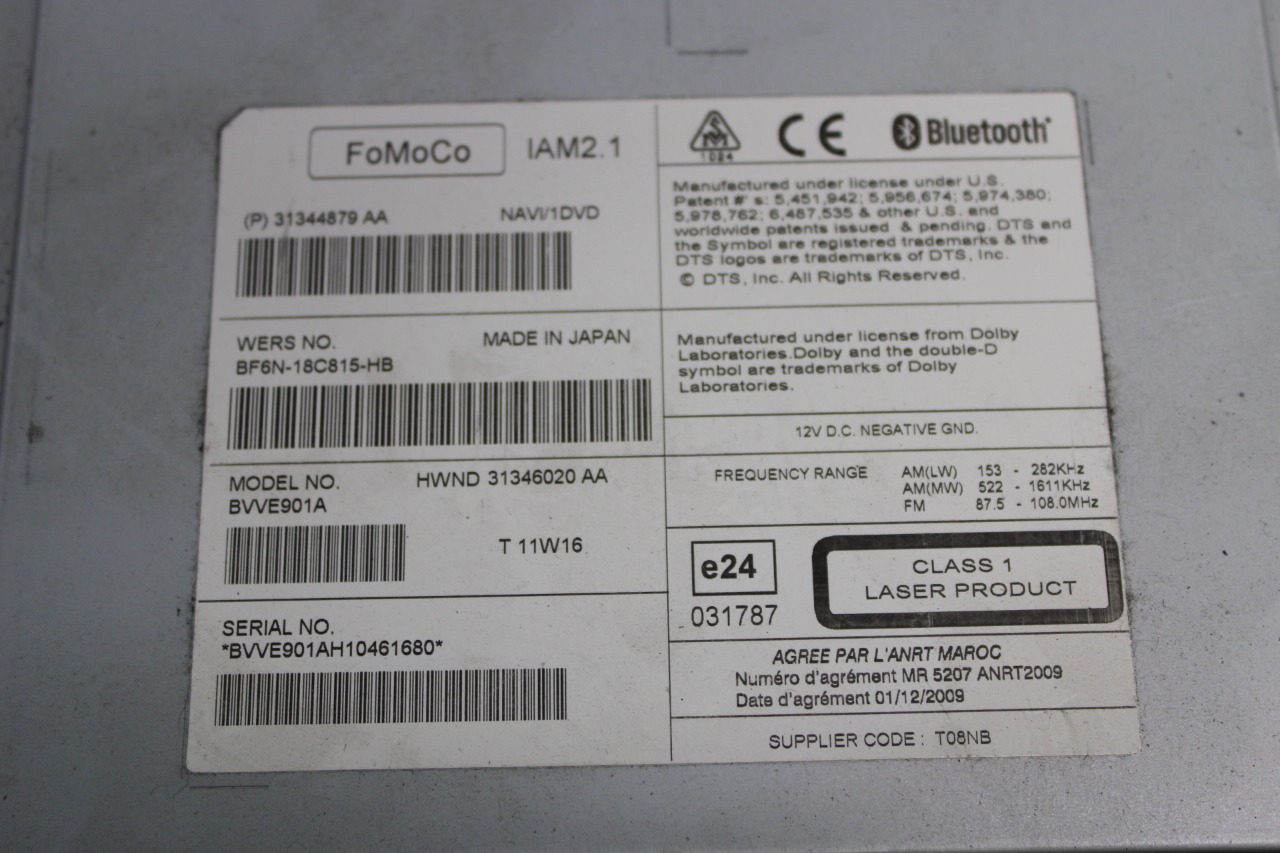 FoMoCo
IAM2.1
(P) 31344879 AA
NAVI/1DVD
WERS NO.
MADE IN JAPAN
BF6N-18C815-HB
MODEL NO.
HWND 31346020 AA
BVVE901A
T 11W16
SERIAL NO.
*BVVE901AH10461680*
SM
1024
CE
Bluetooth
Manufactured under license under U.S.
Patent #' s: 5,451,942; 5,956,674; 5,974,380;
5,978,762; 6,487,535 & other U.S. and
worldwide patents issued & pending. DTS and
the Symbol are registered trademarks & the
DTS logos are trademarks of DTS, Inc.
© DTS, Inc. All Rights Reserved.
Manufactured under license from Dolby
Laboratories.Dolby and the double-D
symbol are trademarks of Dolby
Laboratories.
12V D.C. NEGATIVE GND.
FREQUENCY RANGE AM(LW) 153 - 282KHz
AM(MW) 522 - 1611KHz
FM 87.5 - 108.0MHz
e24
031787
CLASS 1
LASER PRODUCT
AGREE PAR L'ANRT MAROC
Numéro d'agrément MR 5207 ANRT2009
Date d'agrément 01/12/2009
SUPPLIER CODE : T08NB